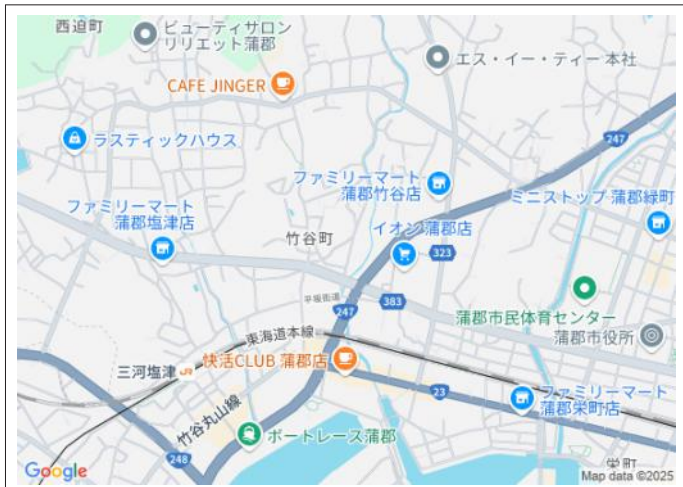 西迫町
ビューティサロン
リリエット蒲郡
エス・イー・ティー 本社
CAFE JINGER
247
ラスティックハウス
ファミリーマート
蒲郡竹谷店
ミニストップ 蒲郡緑町
ファミリーマート
蒲郡塩津店
竹谷町
イオン 蒲郡店
323
平坂街道
383
247
蒲郡市民体育センター
東海道本線
蒲郡市役所
三河塩津
JR
快活CLUB 蒲郡店
23
ファミリーマート
蒲郡栄町店
竹谷丸山線
ボートレース蒲郡
248
栄町
Google
Map data ©2025